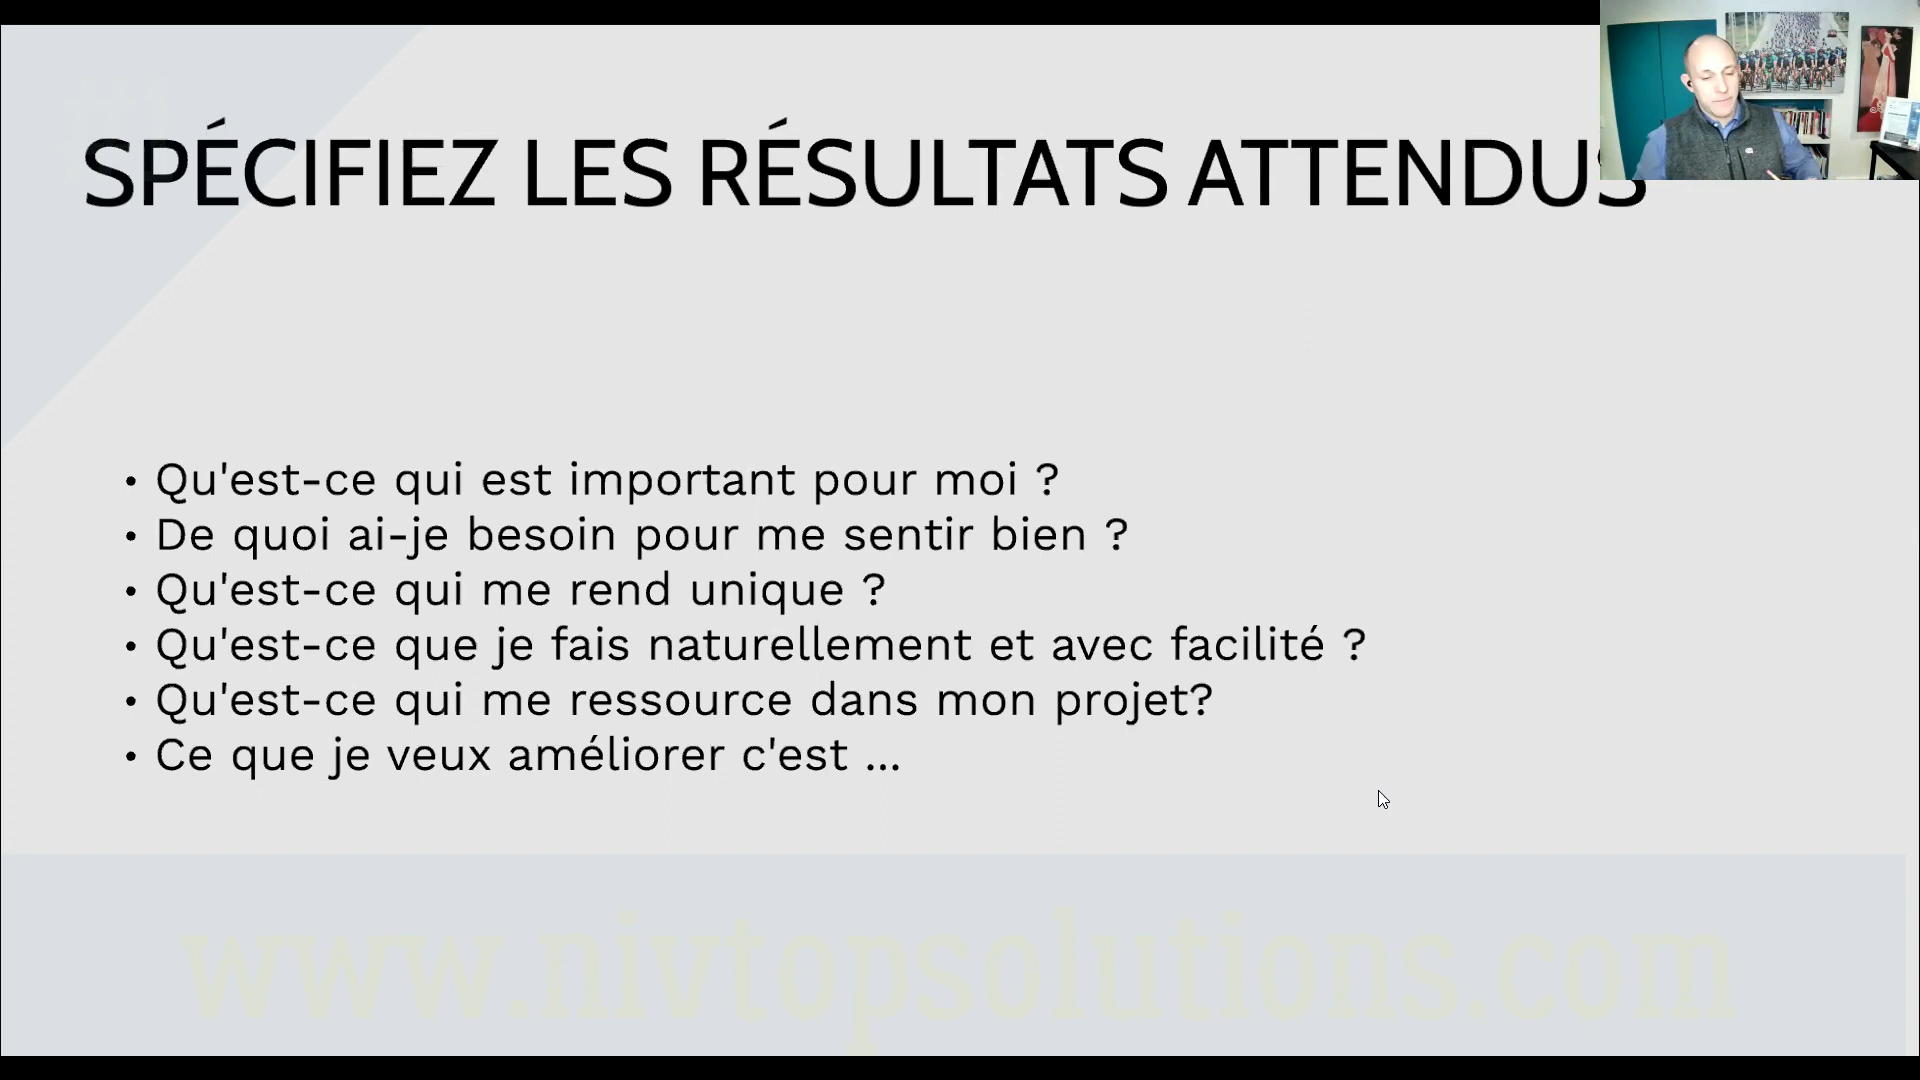 SPÉCIFIEZ LES RÉSULTATS ATTENDUS
• Qu'est-ce qui est important pour moi ?
• De quoi ai-je besoin pour me sentir bien ?
• Qu'est-ce qui me rend unique ?
• Qu'est-ce que je fais naturellement et avec facilité ?
• Qu'est-ce qui me ressource dans mon projet?
• Ce que je veux améliorer c'est ...
www.nivtopsolutions.com